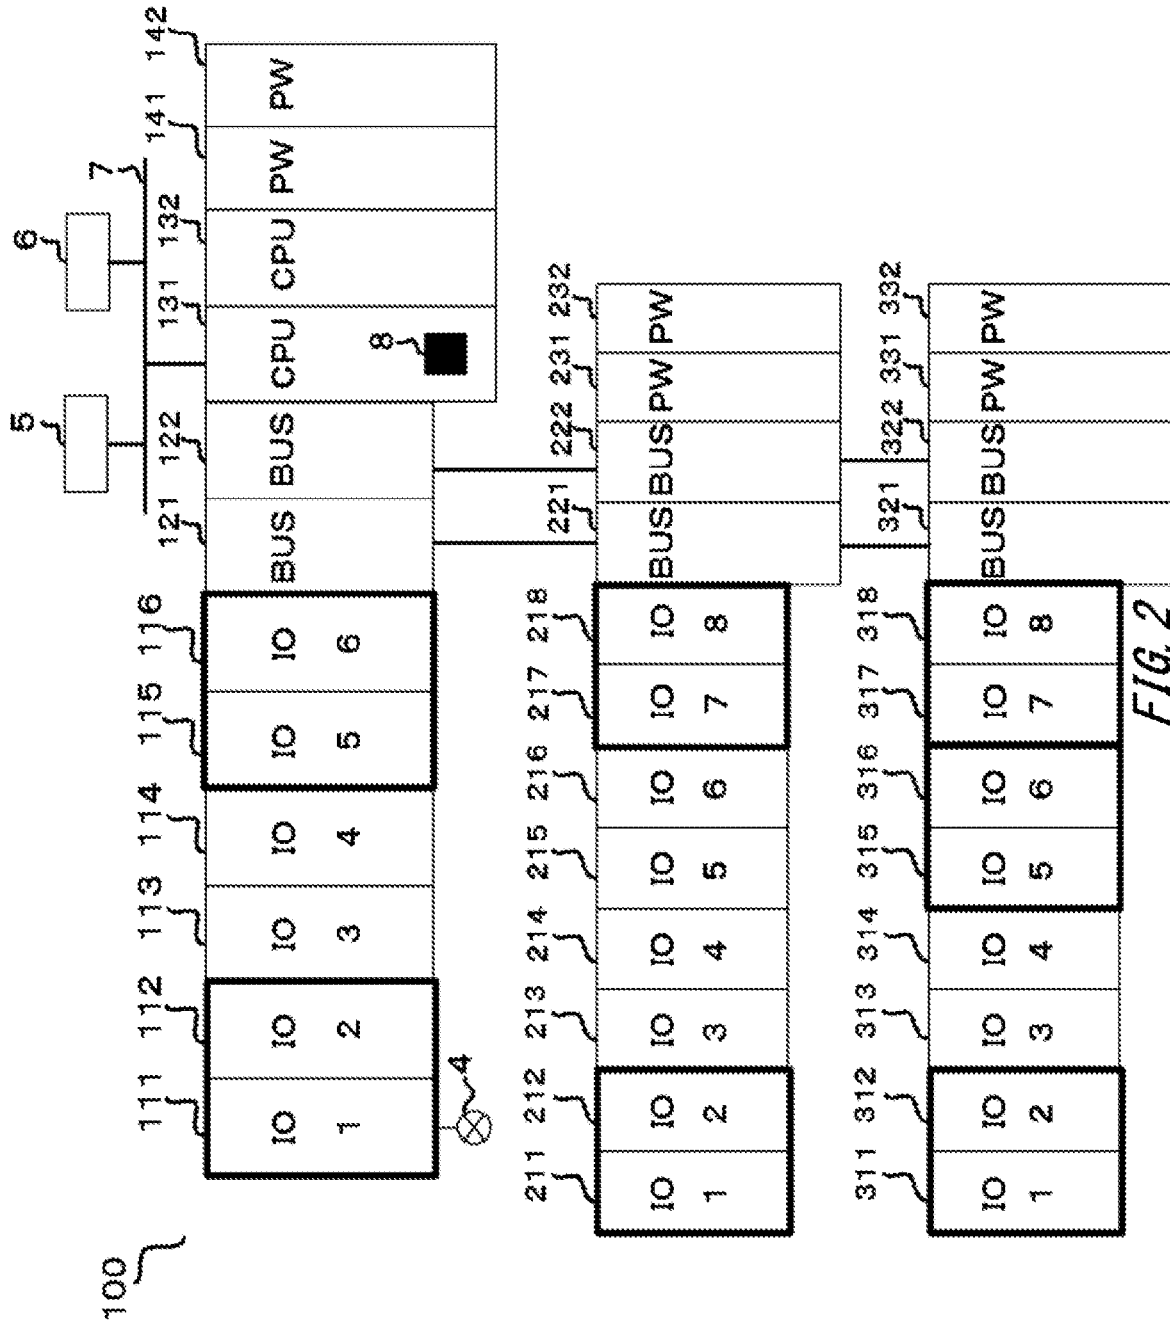 100
5
6
7
111 112 113 114 115 116 121 122 131 132 141 142
IO IO IO IO IO IO BUS BUS CPU CPU PW PW
1 2 3 4 5 6
8
4
211 212 213 214 215 216 217 218 221 222 231 232
IO IO IO IO IO IO IO IO BUS BUS PW PW
1 2 3 4 5 6 7 8
311 312 313 314 315 316 317 318 321 322 331 332
IO IO IO IO IO IO IO IO BUS BUS PW PW
1 2 3 4 5 6 7 8
FIG. 2